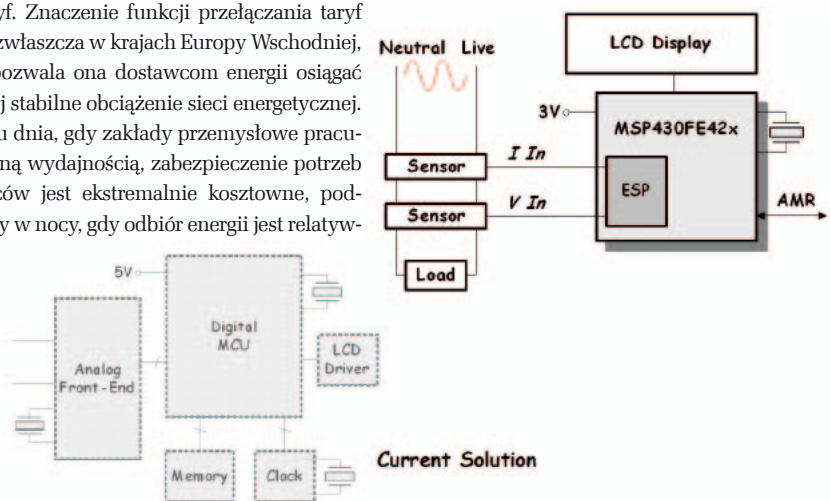 yf. Znaczenie funkcji przełączania taryf
zwłaszcza w krajach Europy Wschodniej,
pozwala ona dostawcom energii osiągać
j stabilne obciążenie sieci energetycznej.
u dnia, gdy zakłady przemysłowe pracu-
ną wydajnością, zabezpieczenie potrzeb
ców jest ekstremalnie kosztowne, pod-
y w nocy, gdy odbiór energii jest relatyw-
Neutral Live
LCD Display
3V
MSP430FE42x
I In
Sensor
ESP
V In
Sensor
AMR
Load
5V
Digital
MCU
LCD
Driver
Analog
Front-End
Memory
Clock
Current Solution